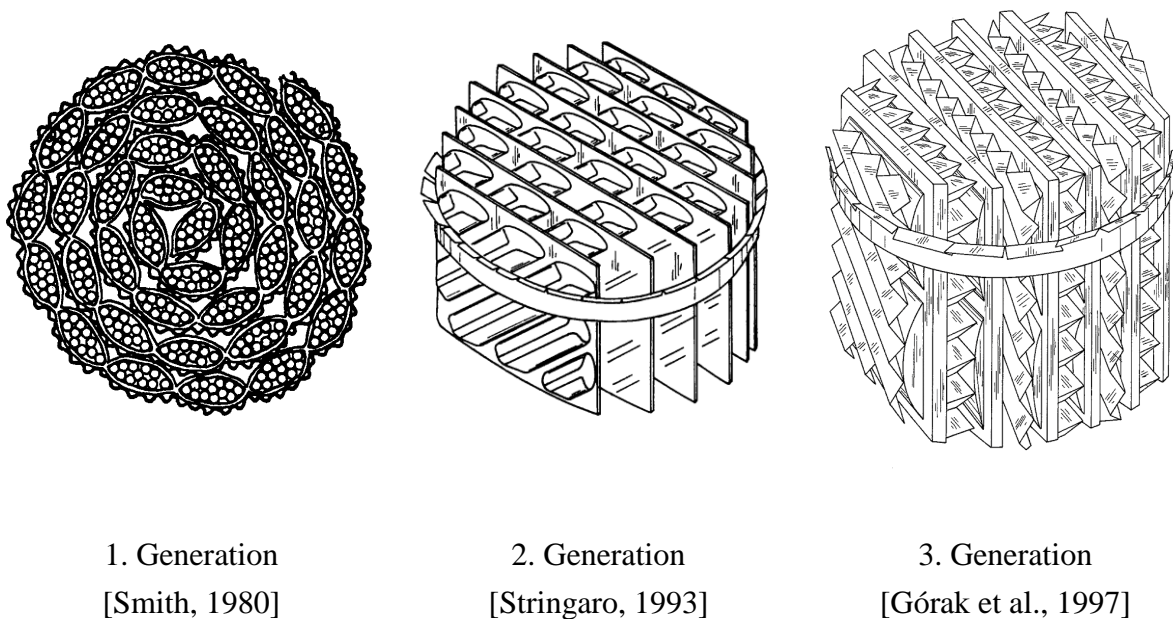 1. Generation
[Smith, 1980]
2. Generation
[Stringaro, 1993]
3. Generation
[Górak et al., 1997]